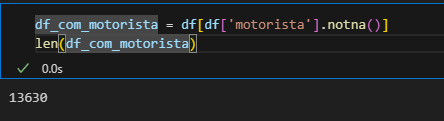 df_com_motorista = df[df['motorista'].notna()]
len(df_com_motorista)
0.0s
13630